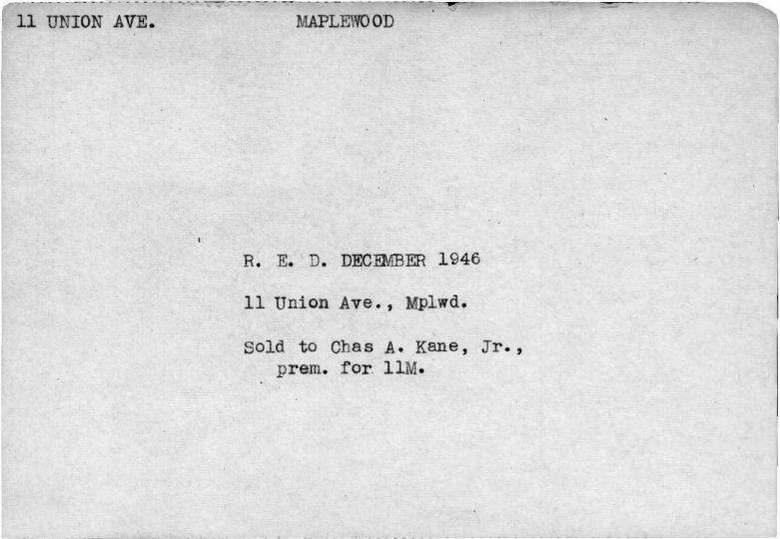 11 UNION AVE. MAPLEWOOD
R. E. D. DECEMBER 1946
11 Union Ave., Mplwd.
Sold to Chas A. Kane, Jr.,
prem. for 11M.